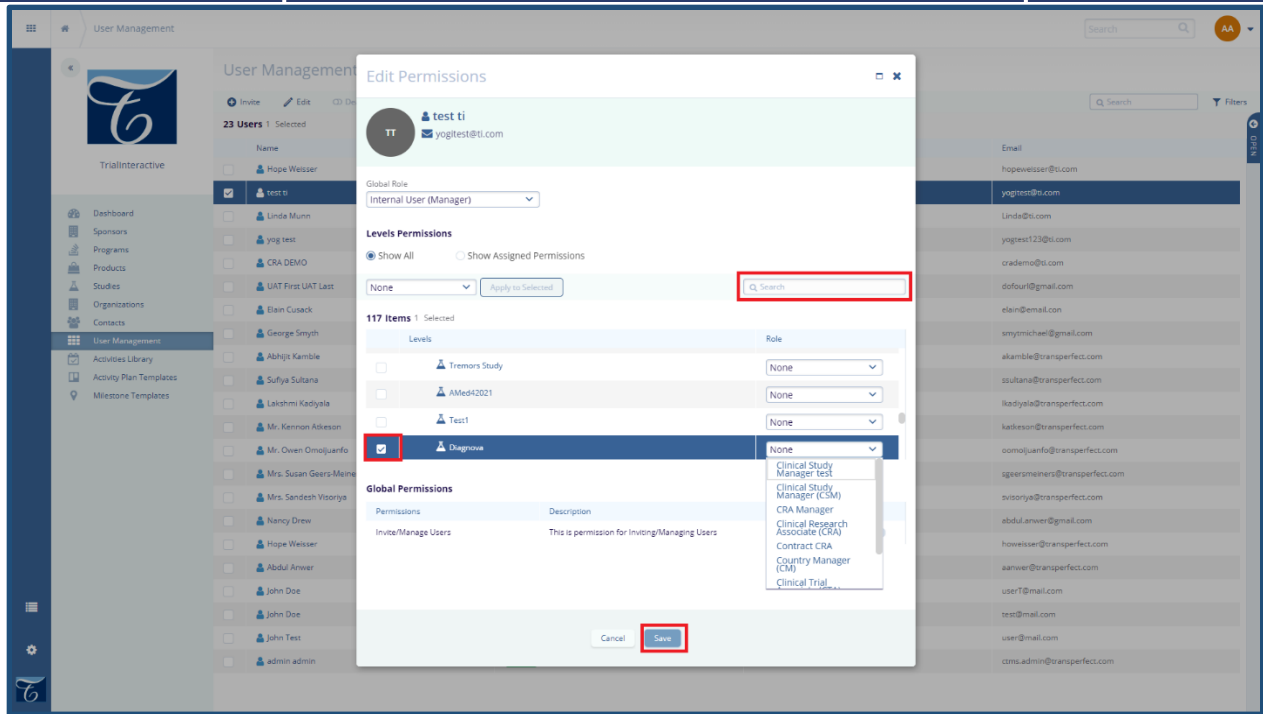 User Management
Search
AA
TrialInteractive
Dashboard
Sponsors
Programs
Products
Studies
Organizations
Contacts
User Management
Activities Library
Activity Plan Templates
Milestone Templates
User Management
Invite Edit De
Search
Filters
OPEN
23 Users 1 Selected
Name
Email
Hope Weisser
hopeweisser@ti.com
test ti
yogitest@ti.com
Linda Munn
Linda@ti.com
yog test
yogtest123@ti.com
CRA DEMO
crademo@ti.com
UAT First UAT Last
dofourl@gmail.com
Elain Cusack
elain@email.con
George Smyth
smytmichael@gmail.com
Abhijit Kamble
akamble@transperfect.com
Sufiya Sultana
ssultana@transperfect.com
Lakshmi Kadiyala
lkadiyala@transperfect.com
Mr. Kennon Atkeson
katkeson@transperfect.com
Mr. Owen Omoljuanfo
oomoljuanfo@transperfect.com
Mrs. Susan Geers-Meine
sgeersmeiners@transperfect.com
Mrs. Sandesh Visoriya
svisoriya@transperfect.com
Nancy Drew
abdul.anwer@gmail.com
Hope Weisser
howeisser@transperfect.com
Abdul Anwer
aanwer@transperfect.com
John Doe
userT@mail.com
John Doe
test@mail.com
John Test
user@mail.com
admin admin
ctms.admin@transperfect.com
Edit Permissions
TT
test ti
yogitest@ti.com
Global Role
Internal User (Manager)
Levels Permissions
Show All Show Assigned Permissions
None Apply to Selected Search
117 Items 1 Selected
Levels Role
Tremors Study None
AMed42021 None
Test1 None
Diagnova None
Clinical Study
Manager test
Clinical Study
Manager (CSM)
CRA Manager
Clinical Research
Associate (CRA)
Contract CRA
Country Manager
(CM)
Clinical Trial
Global Permissions
Permissions Description
Invite/Manage Users This is permission for Inviting/Managing Users
Cancel Save